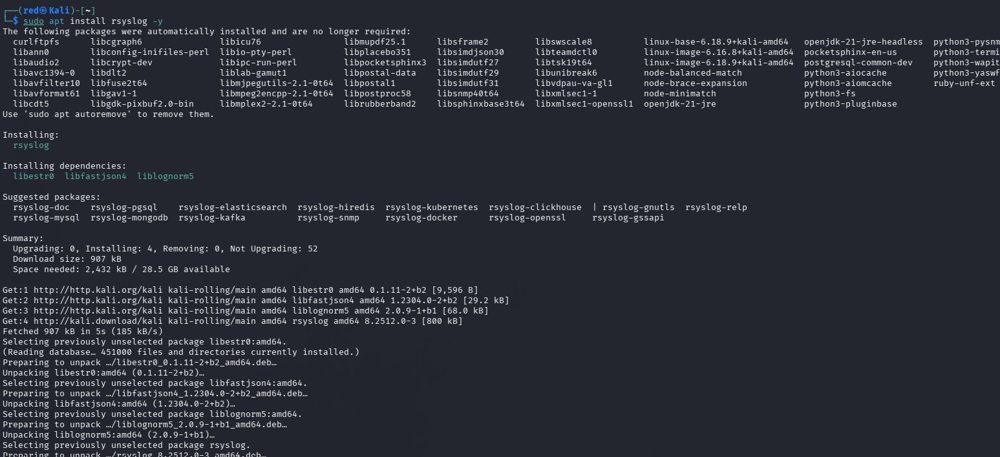 ┌──(red㉿Kali)-[~]
└─$ sudo apt install rsyslog -y
The following packages were automatically installed and are no longer required:
  curlftpfs      libcgraph6               libicu76                libmupdf25.1      libsframe2         libswscale8          linux-base-6.18.9+kali-amd64   openjdk-21-jre-headless  python3-pysnm
  libann0        libconfig-inifiles-perl  libio-pty-perl          libplacebo351     libsimdjson30      libteamdctl0         linux-image-6.16.8+kali-amd64  pocketsphinx-en-us       python3-termi
  libaudio2      libcrypt-dev             libipc-run-perl         libpocketsphinx3  libsimdutf27       libtsk19t64          linux-image-6.18.9+kali-amd64  postgresql-common-dev    python3-wapit
  libavc1394-0   libdlt2                  liblab-gamut1           libpostal-data    libsimdutf29       libunibreak6         node-balanced-match            python3-aiocache         python3-yaswf
  libavfilter10  libfuse2t64              libmjpegutils-2.1-0t64  libpostal1        libsimdutf31       libvdpau-va-gl1      node-brace-expansion           python3-aiomcache        ruby-unf-ext
  libavformat61  libgav1-1                libmpeg2encpp-2.1-0t64  libpostproc58     libsnmp40t64       libxmlsec1-1         node-minimatch                 python3-fs
  libcdt5        libgdk-pixbuf2.0-bin     libmplex2-2.1-0t64      librubberband2    libsphinxbase3t64  libxmlsec1-openssl1  openjdk-21-jre                 python3-pluginbase
Use 'sudo apt autoremove' to remove them.

Installing:
  rsyslog

Installing dependencies:
  libestr0  libfastjson4  liblognorm5

Suggested packages:
  rsyslog-doc    rsyslog-pgsql    rsyslog-elasticsearch  rsyslog-hiredis  rsyslog-kubernetes  rsyslog-clickhouse  | rsyslog-gnutls  rsyslog-relp
  rsyslog-mysql  rsyslog-mongodb  rsyslog-kafka          rsyslog-snmp     rsyslog-docker      rsyslog-openssl     rsyslog-gssapi

Summary:
  Upgrading: 0, Installing: 4, Removing: 0, Not Upgrading: 52
  Download size: 907 kB
  Space needed: 2,432 kB / 28.5 GB available

Get:1 http://http.kali.org/kali kali-rolling/main amd64 libestr0 amd64 0.1.11-2+b2 [9,596 B]
Get:2 http://http.kali.org/kali kali-rolling/main amd64 libfastjson4 amd64 1.2304.0-2+b2 [29.2 kB]
Get:3 http://http.kali.org/kali kali-rolling/main amd64 liblognorm5 amd64 2.0.9-1+b1 [68.0 kB]
Get:4 http://kali.download/kali kali-rolling/main amd64 rsyslog amd64 8.2512.0-3 [800 kB]
Fetched 907 kB in 5s (185 kB/s)
Selecting previously unselected package libestr0:amd64.
(Reading database… 451000 files and directories currently installed.)
Preparing to unpack …/libestr0_0.1.11-2+b2_amd64.deb…
Unpacking libestr0:amd64 (0.1.11-2+b2)…
Selecting previously unselected package libfastjson4:amd64.
Preparing to unpack …/libfastjson4_1.2304.0-2+b2_amd64.deb…
Unpacking libfastjson4:amd64 (1.2304.0-2+b2)…
Selecting previously unselected package liblognorm5:amd64.
Preparing to unpack …/liblognorm5_2.0.9-1+b1_amd64.deb…
Unpacking liblognorm5:amd64 (2.0.9-1+b1)…
Selecting previously unselected package rsyslog.
Preparing to unpack …/rsyslog_8.2512.0-3_amd64.deb…